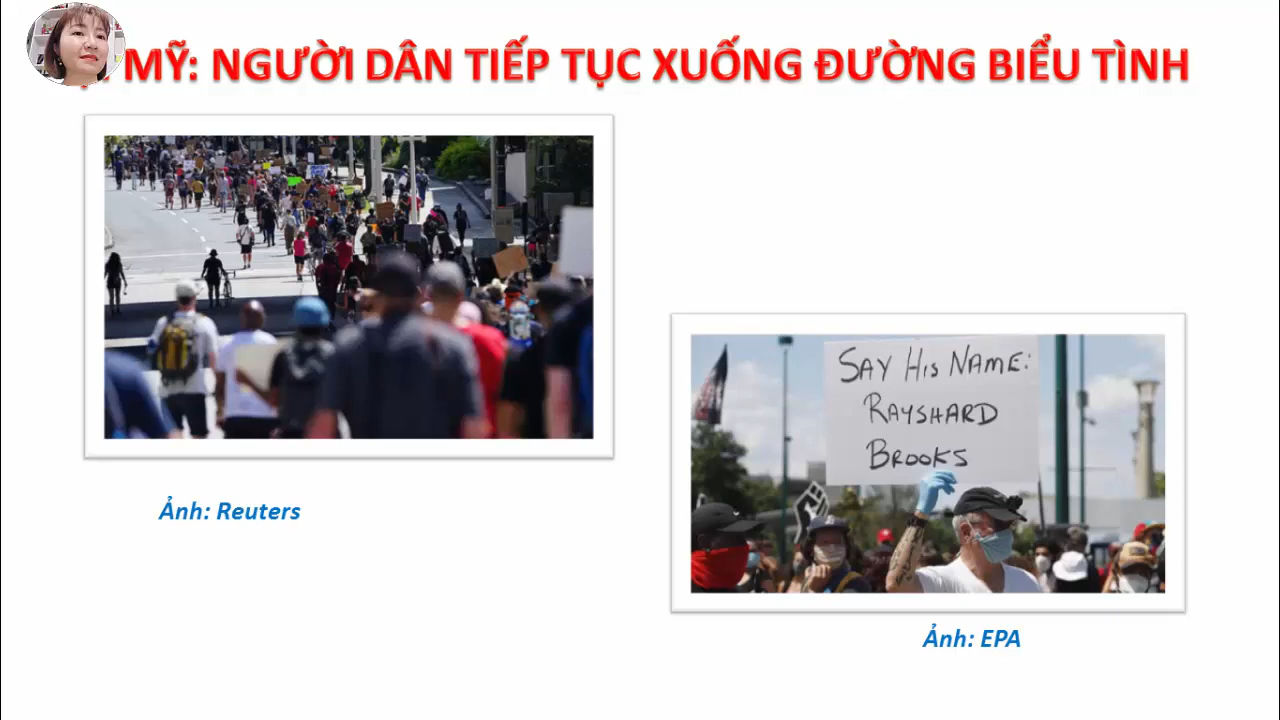 MỸ: NGƯỜI DÂN TIẾP TỤC XUỐNG ĐƯỜNG BIỂU TÌNH
SAY HIS NAME:
RAYSHARD
BROOKS
Ảnh: Reuters
Ảnh: EPA